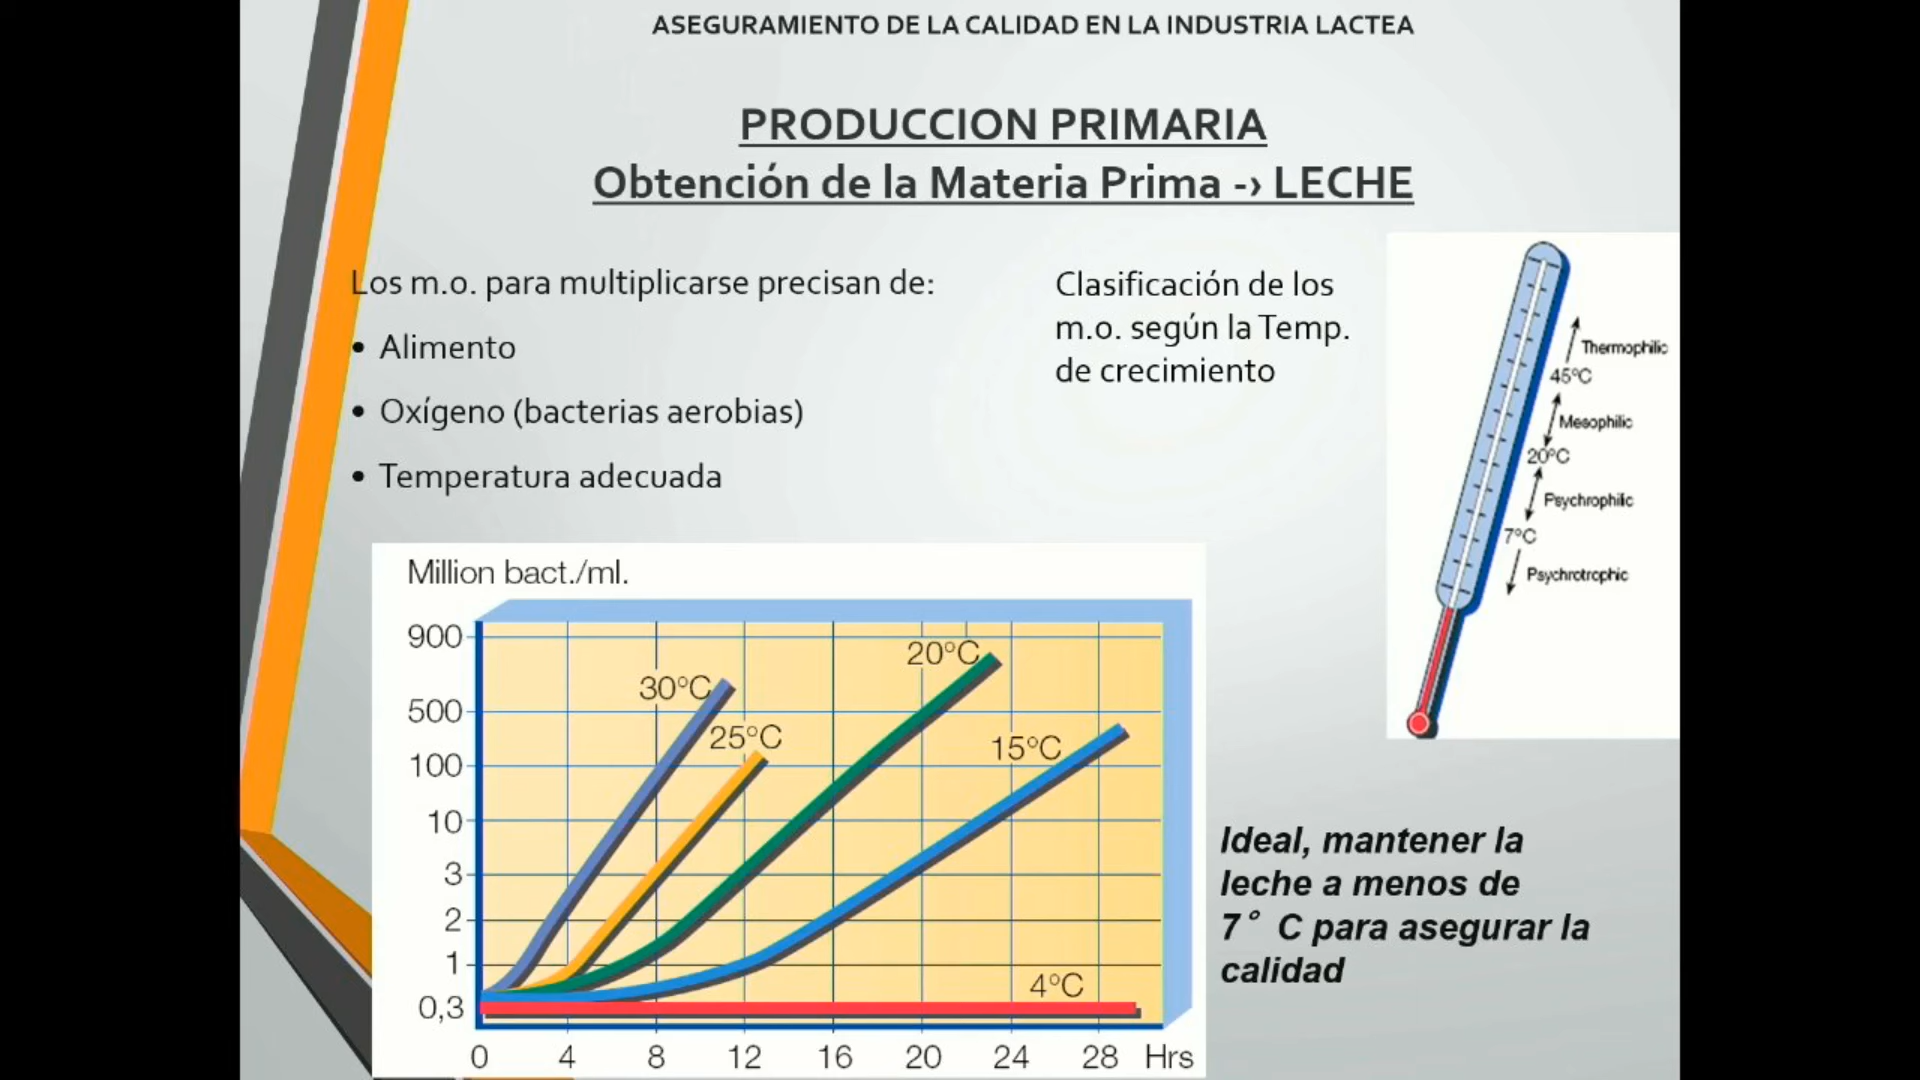 ASEGURAMIENTO DE LA CALIDAD EN LA INDUSTRIA LACTEA
PRODUCCION PRIMARIA
Obtención de la Materia Prima -› LECHE
Los m.o. para multiplicarse precisan de:
• Alimento
• Oxígeno (bacterias aerobias)
• Temperatura adecuada
Clasificación de los
m.o. según la Temp.
de crecimiento
Thermophilic
45°C
Mesophilic
20°C
Psychrophilic
7°C
Psychrotrophic
Million bact./ml.
900
500
100
10
3
2
1
0,3
30°C
25°C
20°C
15°C
4°C
0 4 8 12 16 20 24 28 Hrs
Ideal, mantener la
leche a menos de
7° C para asegurar la
calidad